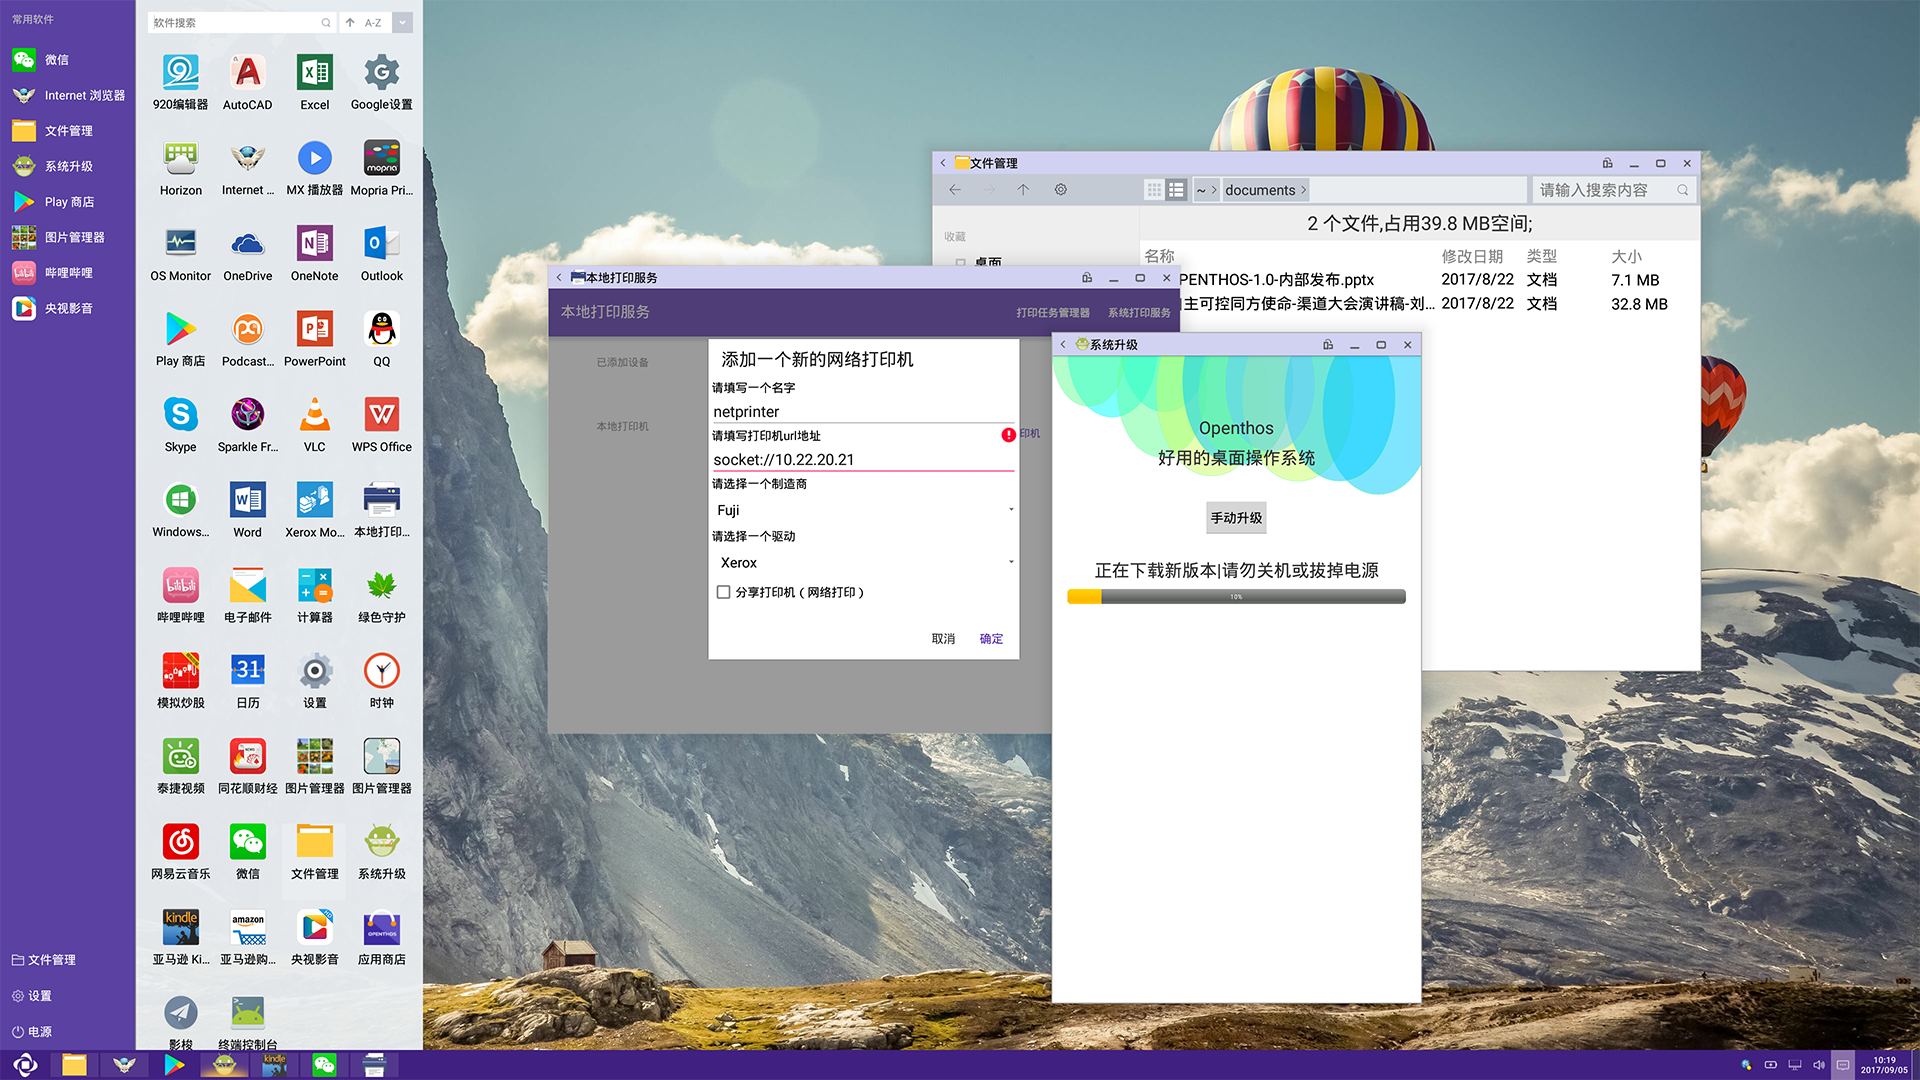 常用软件
微信
Internet 浏览器
文件管理
系统升级
Play 商店
图片管理器
哔哩哔哩
央视影音
文件管理
设置
电源
软件搜索
A-Z
920编辑器
AutoCAD
Excel
Google设置
Horizon
Internet ...
MX 播放器
mopria
Mopria Pri...
OS Monitor
OneDrive
OneNote
Outlook
Play 商店
Podcast...
PowerPoint
QQ
Skype
Sparkle Fr...
VLC
WPS Office
Windows...
Word
Xerox Mo...
本地打印...
哔哩哔哩
电子邮件
计算器
绿色守护
模拟炒股
31
日历
设置
时钟
泰捷视频
同花顺财经
图片管理器
图片管理器
网易云音乐
微信
文件管理
系统升级
kindle
amazon
OPENTHOS
亚马逊 Ki...
亚马逊购...
央视影音
应用商店
影梭
终端控制台
文件管理
~
documents
请输入搜索内容
收藏
桌面
2 个文件,占用39.8 MB空间;
名称
修改日期
类型
大小
PENTHOS-1.0-内部发布.pptx
2017/8/22
文档
7.1 MB
主可控同方使命-渠道大会演讲稿-刘...
2017/8/22
文档
32.8 MB
本地打印服务
本地打印服务
打印任务管理器
系统打印服务
已添加设备
本地打印机
印机
添加一个新的网络打印机
请填写一个名字
netprinter
请填写打印机url地址
socket://10.22.20.21
请选择一个制造商
Fuji
请选择一个驱动
Xerox
分享打印机 ( 网络打印 )
取消
确定
系统升级
Openthos
好用的桌面操作系统
手动升级
正在下载新版本|请勿关机或拔掉电源
10%
kindle
10:19
2017/09/05